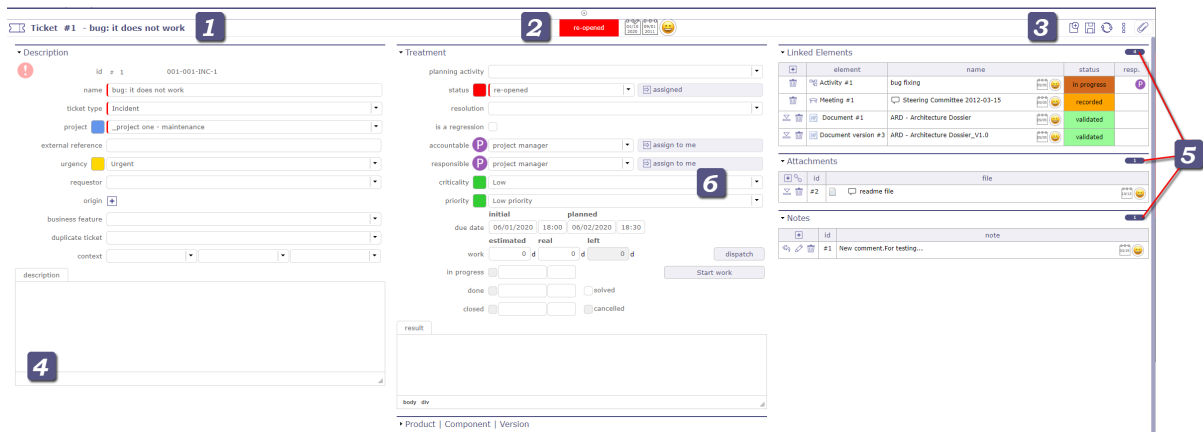 Ticket #1 - bug: it does not work
1
2
re-opened
04/18 2020
09/01 2011
3
Description
id # 1 001-001-INC-1
name bug: it does not work
ticket type Incident
project _project one - maintenance
external reference
urgency Urgent
requestor
origin
business feature
duplicate ticket
context
description
4
Treatment
planning activity
status re-opened assigned
resolution
is a regression
accountable P project manager assign to me
responsible P project manager assign to me
criticality Low
6
priority Low priority
initial planned
due date 06/01/2020 18:00 06/02/2020 18:30
estimated real left
work 0 d 0 d 0 d dispatch
in progress Start work
done solved
closed cancelled
result
body div
Product | Component | Version
Linked Elements
element name status resp.
Activity #1 bug fixing in progress P
Meeting #1 Steering Committee 2012-03-15 recorded
Document #1 ARD - Architecture Dossier validated
Document version #3 ARD - Architecture Dossier_V1.0 validated
5
Attachments 1
id file
#2 readme file
Notes 1
id note
#1 New comment.For testing...